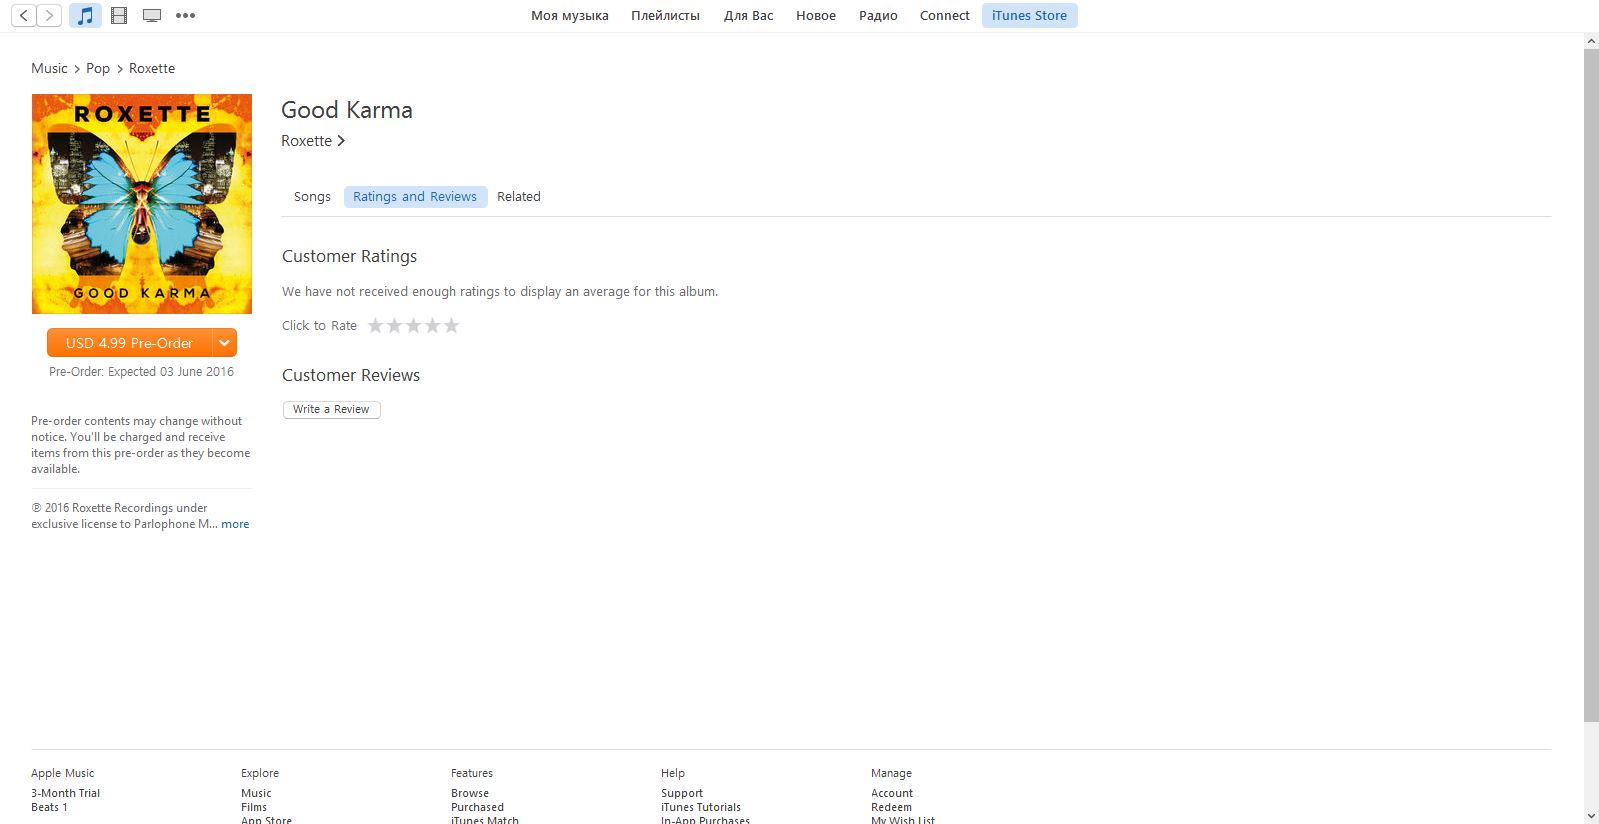 Моя музыка Плейлисты Для Вас Новое Радио Connect iTunes Store
Music > Pop > Roxette
ROXETTE
GOOD KARMA
USD 4.99 Pre-Order
Pre-Order: Expected 03 June 2016
Pre-order contents may change without
notice. You'll be charged and receive
items from this pre-order as they become
available.
℗ 2016 Roxette Recordings under
exclusive license to Parlophone M... more
Good Karma
Roxette >
Songs Ratings and Reviews Related
Customer Ratings
We have not received enough ratings to display an average for this album.
Click to Rate
Customer Reviews
Write a Review
Apple Music
3-Month Trial
Beats 1
Explore
Music
Films
App Store
Features
Browse
Purchased
iTunes Match
Help
Support
iTunes Tutorials
In-App Purchases
Manage
Account
Redeem
My Wish List